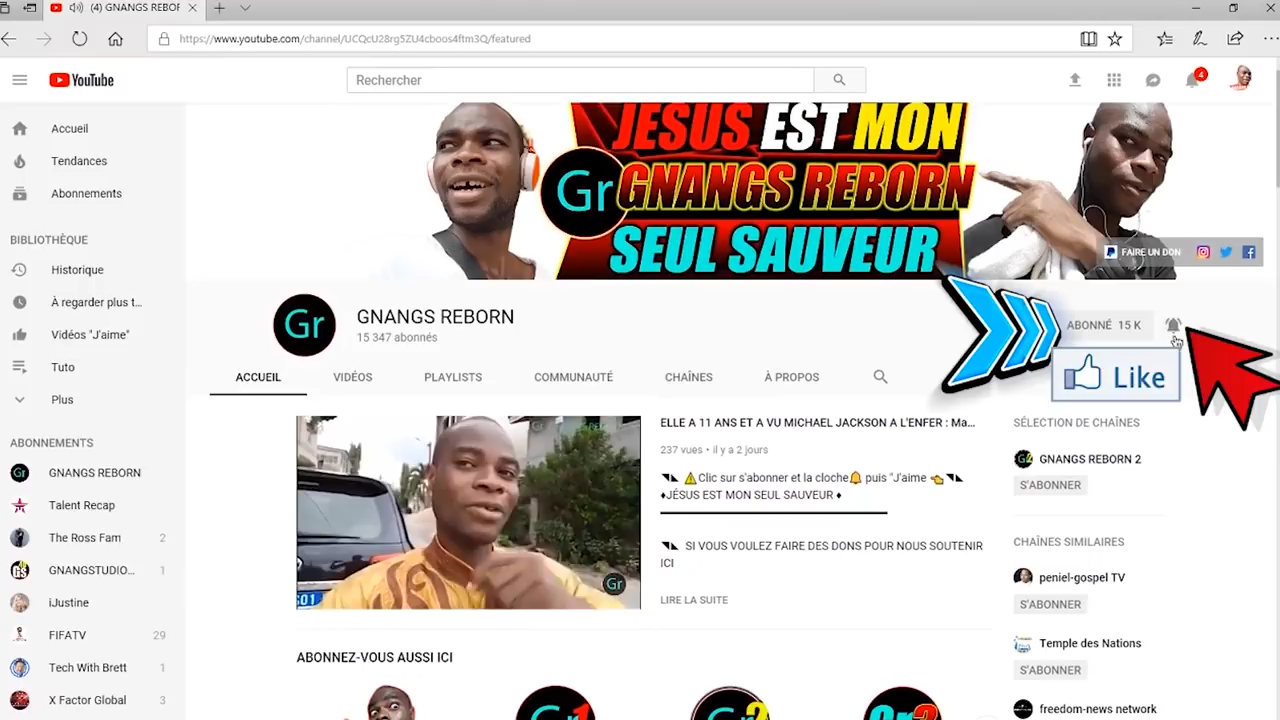 (4) GNANGS REBOR
https://www.youtube.com/channel/UCQcU28rg5ZU4cboos4ftm3Q/featured
YouTube
Rechercher
4
Accueil
Tendances
Abonnements
BIBLIOTHÈQUE
Historique
À regarder plus t...
Vidéos "J'aime"
Tuto
Plus
ABONNEMENTS
GNANGS REBORN
Talent Recap
The Ross Fam 2
GNANGSTUDIO... 1
iJustine
FIFATV 29
Tech With Brett 1
X Factor Global 3
JESUS EST MON
Gr GNANGS REBORN
SEUL SAUVEUR
FAIRE UN DON
Gr
GNANGS REBORN
15 347 abonnés
ABONNÉ 15 K
Like
ACCUEIL VIDÉOS PLAYLISTS COMMUNAUTÉ CHAÎNES À PROPOS
Gr
ELLE A 11 ANS ET A VU MICHAEL JACKSON A L'ENFER : Ma...
237 vues • il y a 2 jours
◥◣ ⚠Clic sur s'abonner et la cloche🔔 puis "J'aime 👈◥◣
♦JÉSUS EST MON SEUL SAUVEUR ♦
◥◣ SI VOUS VOULEZ FAIRE DES DONS POUR NOUS SOUTENIR
ICI
LIRE LA SUITE
SÉLECTION DE CHAÎNES
GNANGS REBORN 2
S'ABONNER
CHAÎNES SIMILAIRES
peniel-gospel TV
S'ABONNER
Temple des Nations
S'ABONNER
freedom-news network
ABONNEZ-VOUS AUSSI ICI
Gr1
Gr2
Gr3